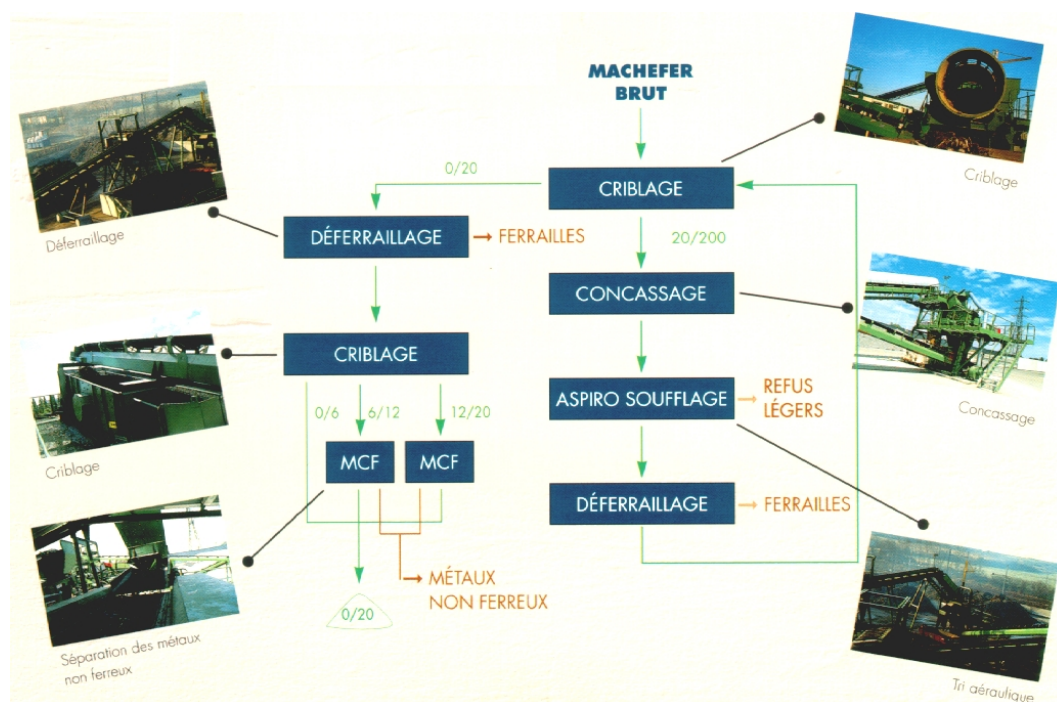 MACHEFER
BRUT
Criblage
0/20
CRIBLAGE
DÉFERRAILLAGE
FERRAILLES
20/200
Déferraillage
CONCASSAGE
CRIBLAGE
ASPIRO SOUFFLAGE
REFUS
LÉGERS
Concassage
0/6
6/12
12/20
MCF
MCF
Criblage
DÉFERRAILLAGE
FERRAILLES
MÉTAUX
NON FERREUX
0/20
Séparation des métaux
non ferreux
Tri aéraulique